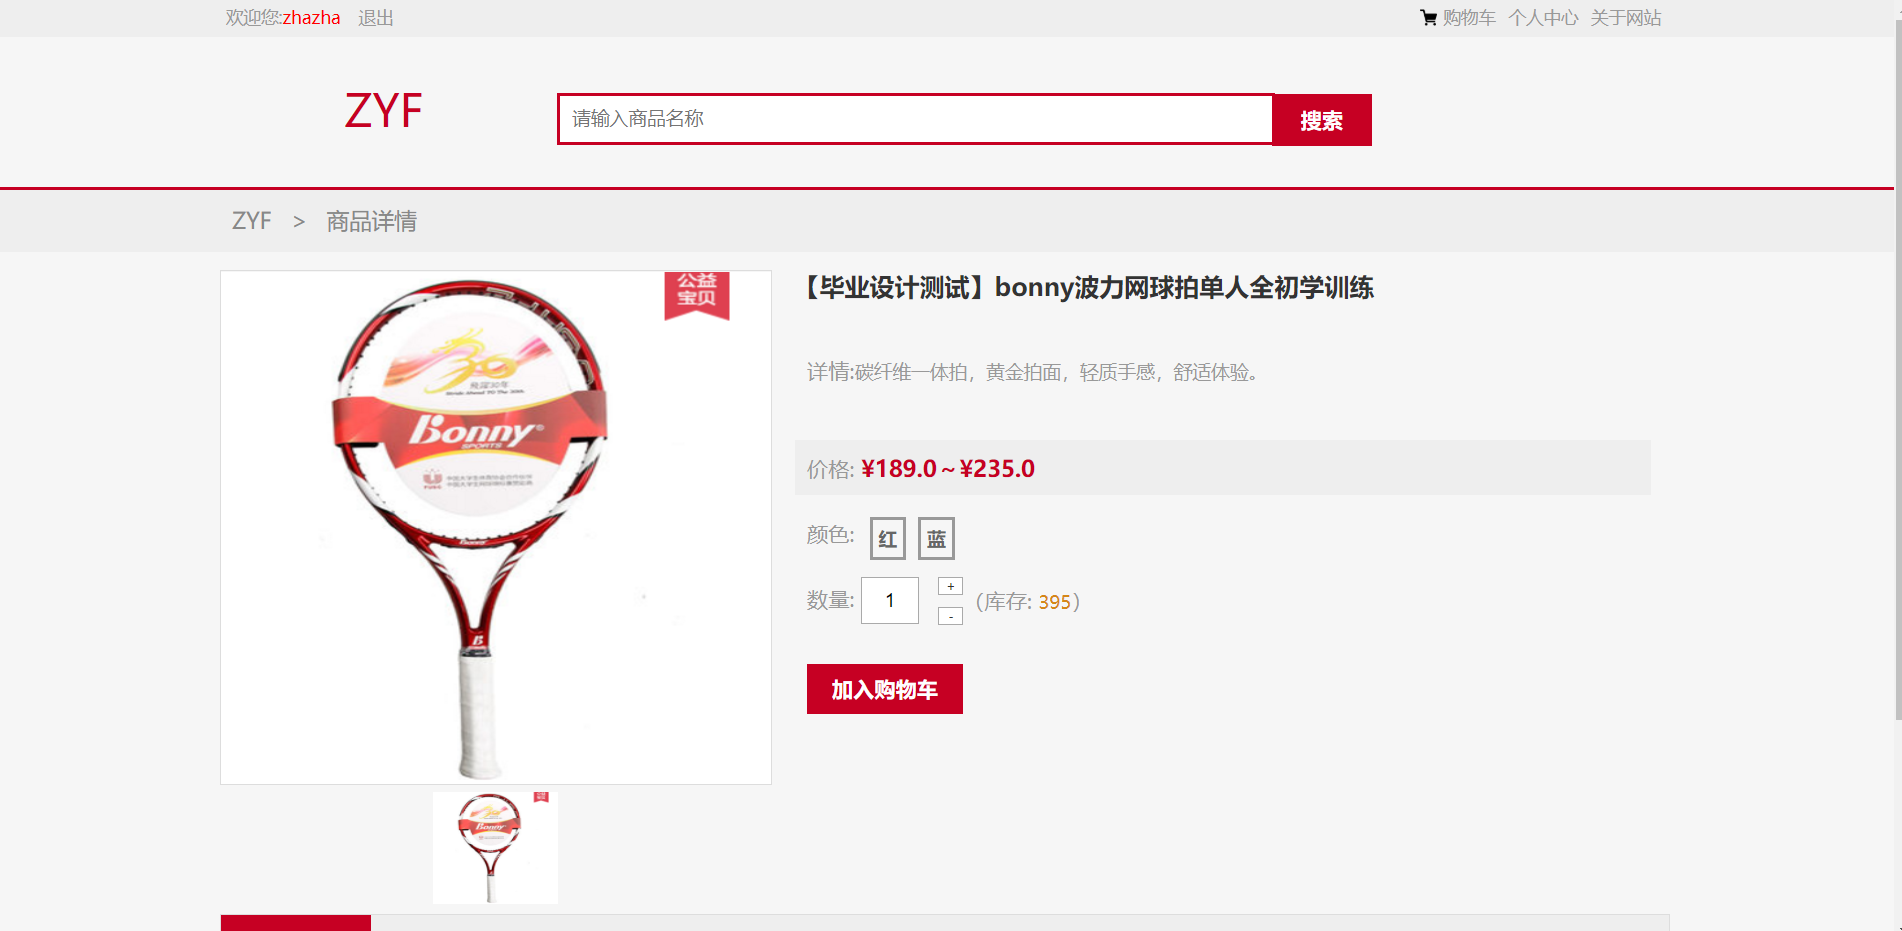 欢迎您:zhazha 退出
购物车 个人中心 关于网站
ZYF
请输入商品名称
搜索
ZYF > 商品详情
公益
宝贝
30
Bonny®
SPORTS
【毕业设计测试】bonny波力网球拍单人全初学训练
详情:碳纤维一体拍，黄金拍面，轻质手感，舒适体验。
价格: ¥189.0 ~ ¥235.0
颜色: 红 蓝
数量: 1 + - （库存: 395）
加入购物车
Bonny